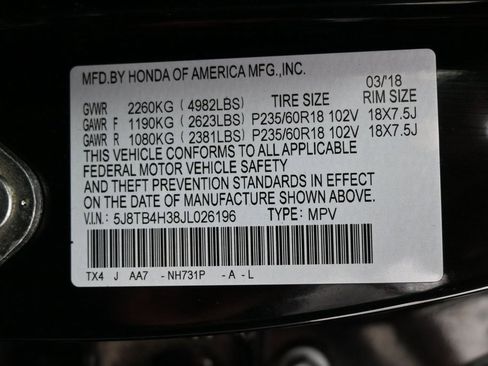 MFD.BY HONDA OF AMERICA MFG.,INC.
03/18
GVWR 2260KG (4982LBS) TIRE SIZE RIM SIZE
GAWR F 1190KG (2623LBS) P235/60R18 102V 18X7.5J
GAWR R 1080KG (2381LBS) P235/60R18 102V 18X7.5J
THIS VEHICLE CONFORMS TO ALL APPLICABLE
FEDERAL MOTOR VEHICLE SAFETY
AND THEFT PREVENTION STANDARDS IN EFFECT
ON THE DATE OF MANUFACTURE SHOWN ABOVE.
V.I.N: 5J8TB4H38JL026196 TYPE: MPV
TX4 J AA7 -NH731P -A-L